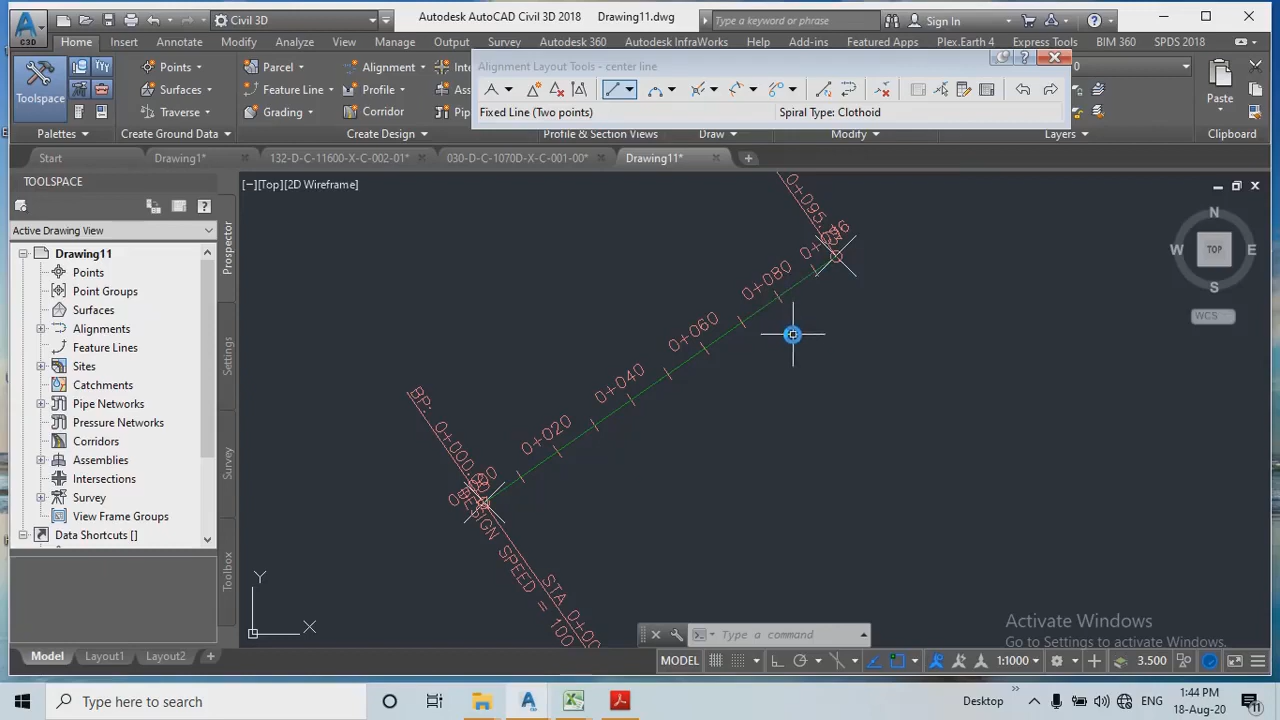 A
C3D
Civil 3D
Autodesk AutoCAD Civil 3D 2018 Drawing11.dwg
Type a keyword or phrase
Sign In
Home Insert Annotate Modify Analyze View Manage Output Survey Autodesk 360 Autodesk InfraWorks Help Add-ins Featured Apps Plex.Earth 4 Express Tools BIM 360 SPDS 2018
Alignment Layout Tools - center line
Fixed Line (Two points)
Spiral Type: Clothoid
Toolspace
Points
Surfaces
Traverse
Parcel
Feature Line
Grading
Alignment
Profile
Corridor
Inte
Ass
0
Paste
Palettes
Create Ground Data
Create Design
Profile & Section Views
Draw
Modify
Layers
Clipboard
Start Drawing1* 132-D-C-11600-X-C-002-01* 030-D-C-1070D-X-C-001-00* Drawing11*
TOOLSPACE
Active Drawing View
Drawing11
Points
Point Groups
Surfaces
Alignments
Feature Lines
Sites
Catchments
Pipe Networks
Pressure Networks
Corridors
Assemblies
Intersections
Survey
View Frame Groups
Data Shortcuts []
Prospector
Settings
Survey
Toolbox
[−][Top][2D Wireframe]
0+095
0+080
0+060
0+040
0+020
BP: 0+000
DESIGN SPEED = 100
STA 0+00
N
W TOP E
S
WCS
Y
X
Type a command
Activate Windows
Go to Settings to activate Windows.
Model Layout1 Layout2
MODEL
1:1000
3.500
Type here to search
Desktop
ENG
1:44 PM
18-Aug-20
11